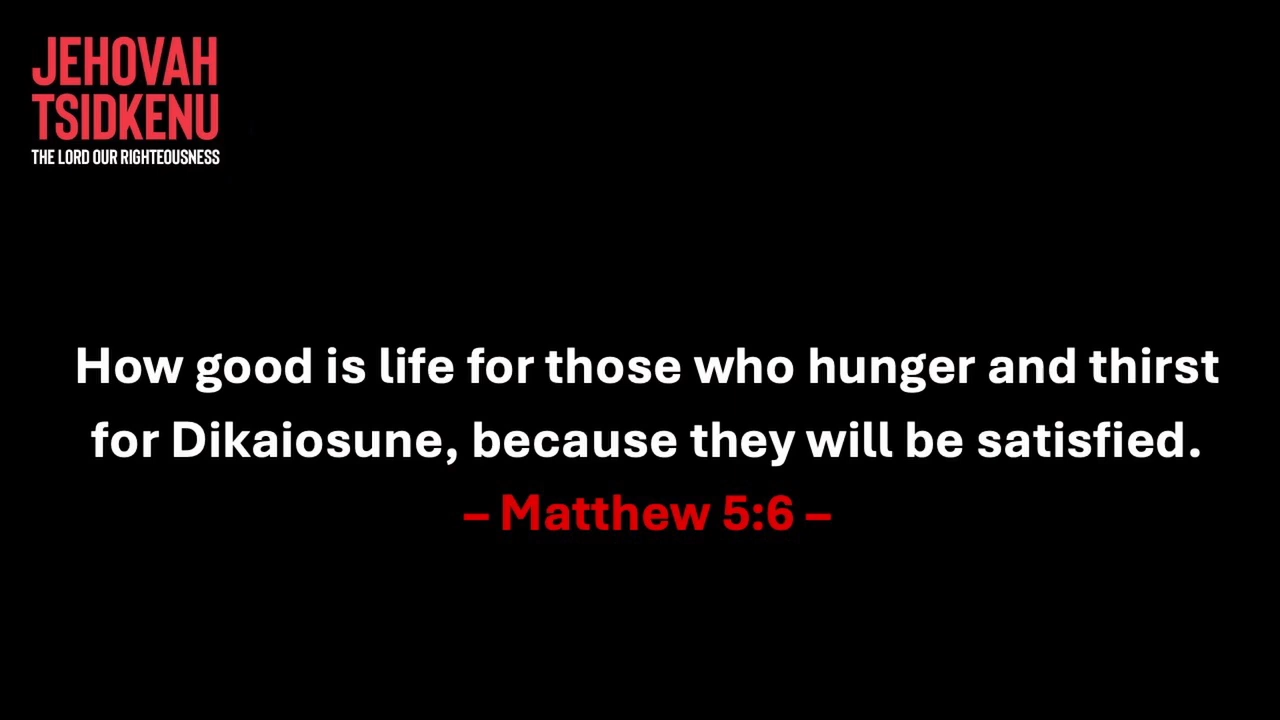 JEHOVAH
TSIDKENU
THE LORD OUR RIGHTEOUSNESS
How good is life for those who hunger and thirst
for Dikaiosune, because they will be satisfied.
– Matthew 5:6 –